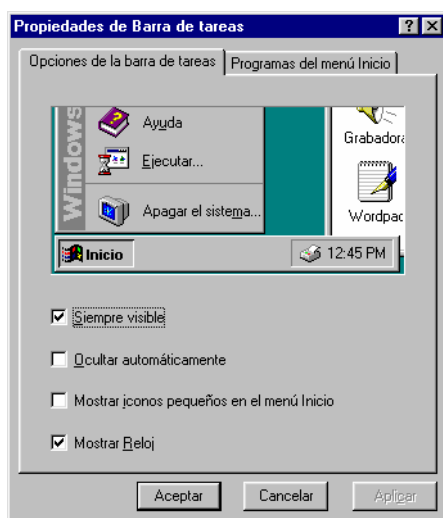 Propiedades de Barra de tareas
Opciones de la barra de tareas Programas del menú Inicio
Windows
Ayuda
Ejecutar...
Apagar el sistema...
Grabadora
Wordpad
Inicio 12:45 PM
Siempre visible
Ocultar automáticamente
Mostrar iconos pequeños en el menú Inicio
Mostrar Reloj
Aceptar Cancelar Aplicar